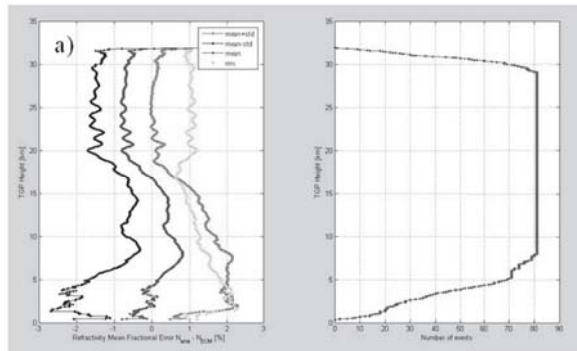 a)
mean+std
mean-std
mean
rms
TGP Height [km]
35
30
25
20
15
10
5
0
-3 -2 -1 0 1 2 3
Refractivity Mean Fractional Error
[%]
TGP Height [km]
35
30
25
20
15
10
5
0
0 10 20 30 40 50 60 70 80 90
Number of events